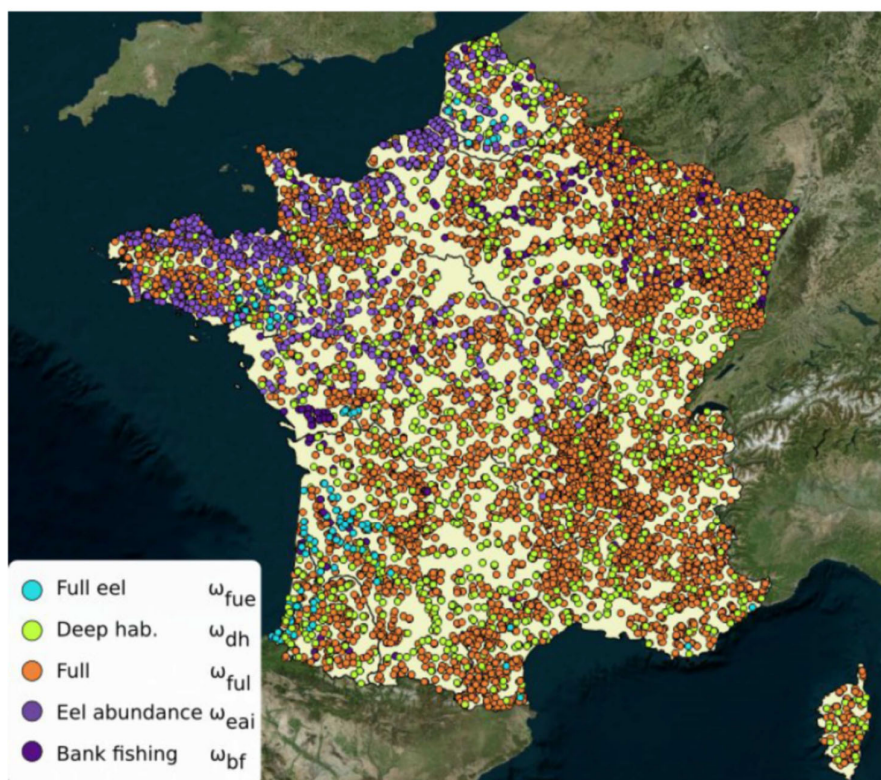 Full eel ω_fue
Deep hab. ω_dh
Full ω_ful
Eel abundance ω_eai
Bank fishing ω_bf